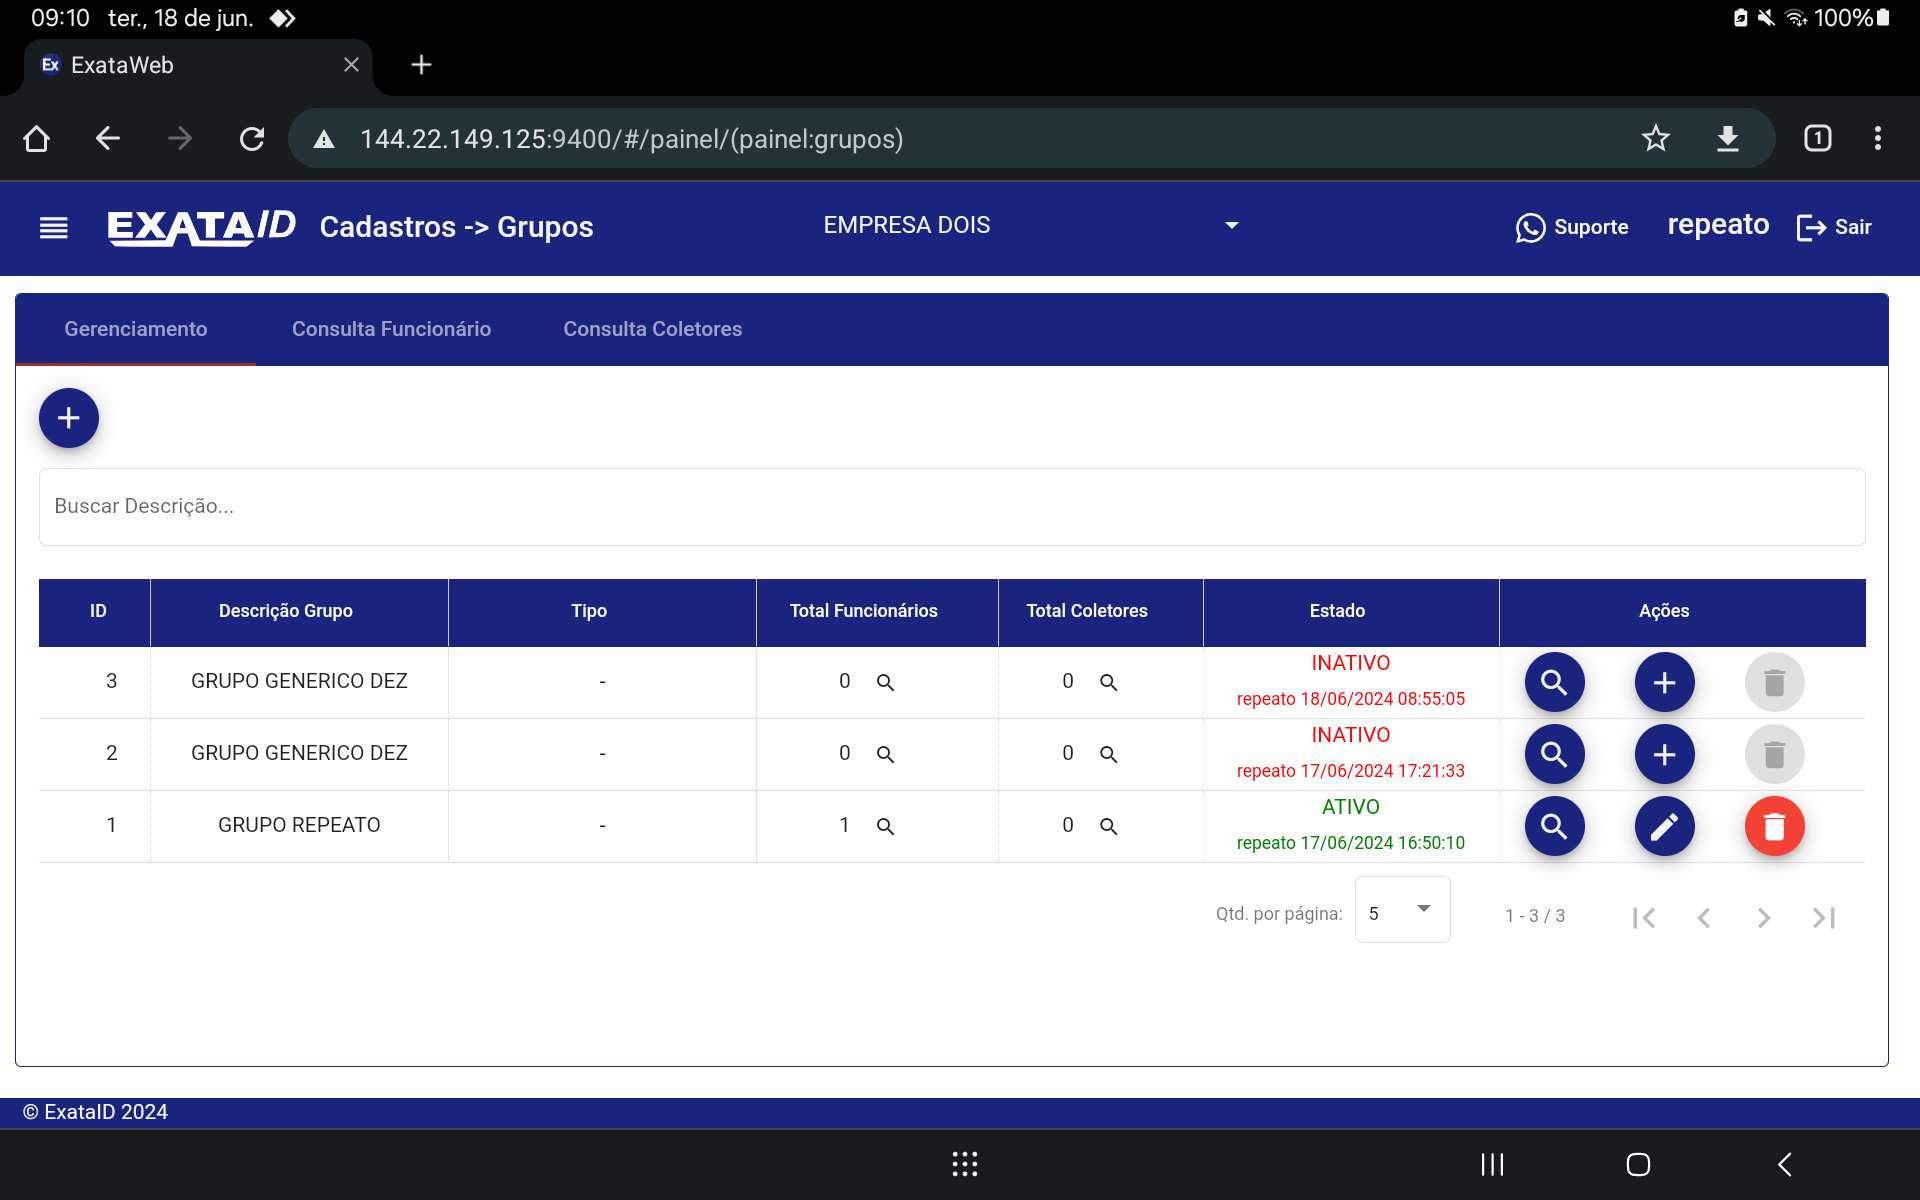 09:10 ter., 18 de jun. 100%
Ex ExataWeb
144.22.149.125:9400/#/painel/(painel:grupos) 1
EXATAID Cadastros -> Grupos EMPRESA DOIS Suporte repeato Sair
Gerenciamento Consulta Funcionário Consulta Coletores
Buscar Descrição...
ID Descrição Grupo Tipo Total Funcionários Total Coletores Estado Ações
3 GRUPO GENERICO DEZ - 0 0 INATIVO
repeato 18/06/2024 08:55:05
2 GRUPO GENERICO DEZ - 0 0 INATIVO
repeato 17/06/2024 17:21:33
1 GRUPO REPEATO - 1 0 ATIVO
repeato 17/06/2024 16:50:10
Qtd. por página: 5 1 - 3 / 3
© ExataID 2024